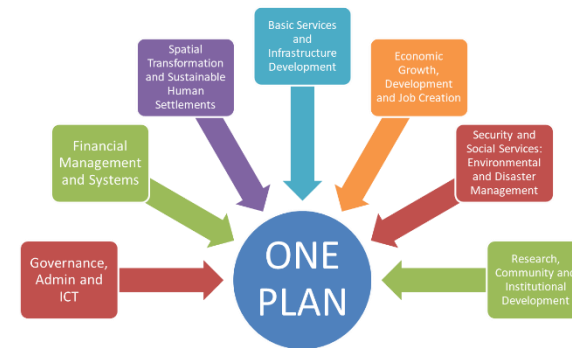 Basic Services
and
Infrastructure
Development
Spatial
Transformation
and Sustainable
Human
Settlements
Economic
Growth,
Development
and Job Creation
Financial
Management
and Systems
Security and
Social Services:
Environmental
and Disaster
Management
Governance,
Admin and
ICT
ONE
PLAN
Research,
Community and
Institutional
Development